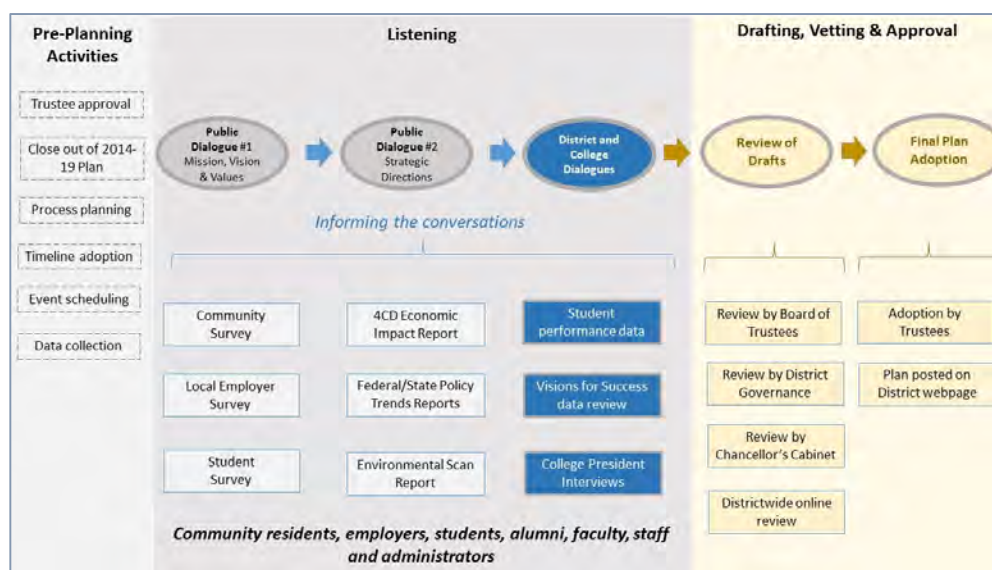 Pre-Planning
Activities
Trustee approval
Close out of 2014-
19 Plan
Process planning
Timeline adoption
Event scheduling
Data collection
Listening
Public
Dialogue #1
Mission, Vision
& Values
Public
Dialogue #2
Strategic
Directions
District and
College
Dialogues
Informing the conversations
Community
Survey
4CD Economic
Impact Report
Student
performance data
Local Employer
Survey
Federal/State Policy
Trends Reports
Visions for Success
data review
Student
Survey
Environmental Scan
Report
College President
Interviews
Community residents, employers, students, alumni, faculty, staff
and administrators
Drafting, Vetting & Approval
Review of
Drafts
Final Plan
Adoption
Review by Board of
Trustees
Review by District
Governance
Review by
Chancellor's Cabinet
Districtwide online
review
Adoption by
Trustees
Plan posted on
District webpage